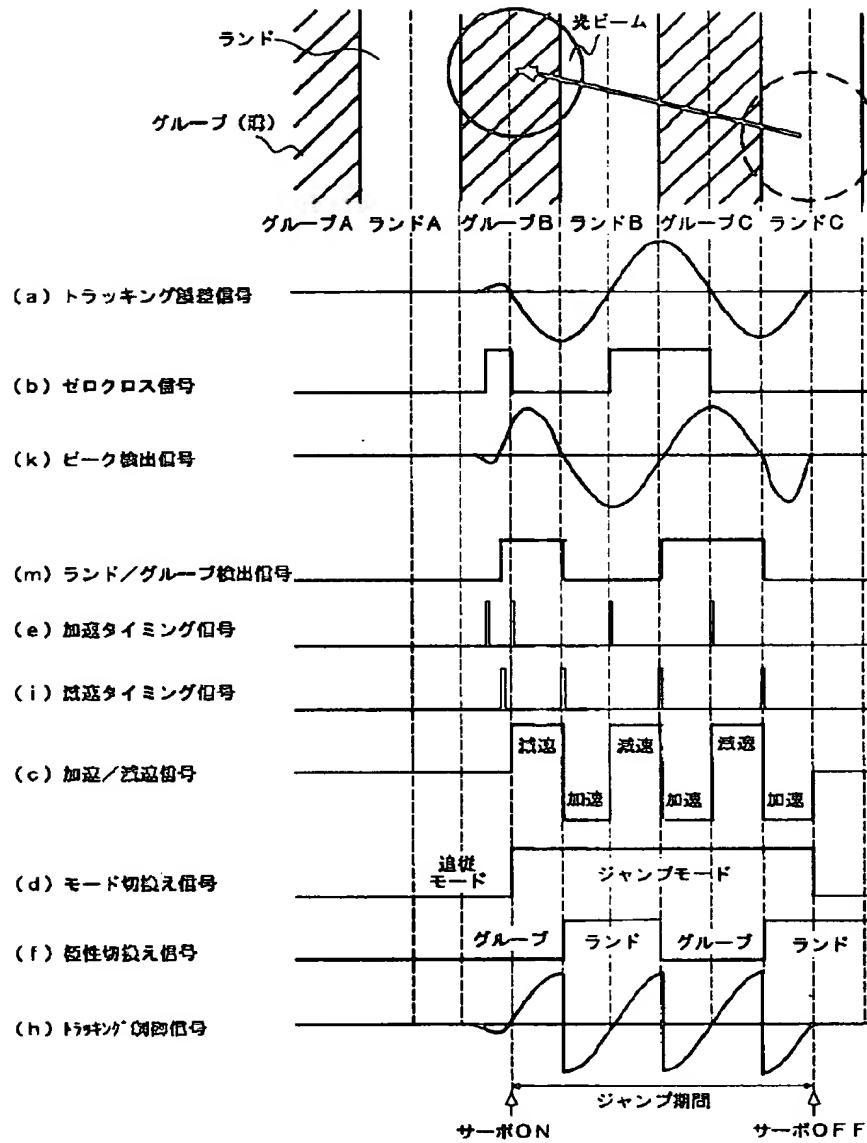 ランド
光ビーム
グルーブ（溝）
グルーブA ランドA グルーブB ランドB グルーブC ランドC
（a）トラッキング誤差信号
（b）ゼロクロス信号
（k）ピーク検出信号
（m）ランド／グルーブ検出信号
（e）加速タイミング信号
（i）減速タイミング信号
減速 減速 減速
（c）加速／減速信号
加速 加速 加速
追従
モード
ジャンプモード
（d）モード切換え信号
グルーブ ランド グルーブ ランド
（f）極性切換え信号
（h）トラッキング制御信号
ジャンプ期間
サーボON サーボOFF